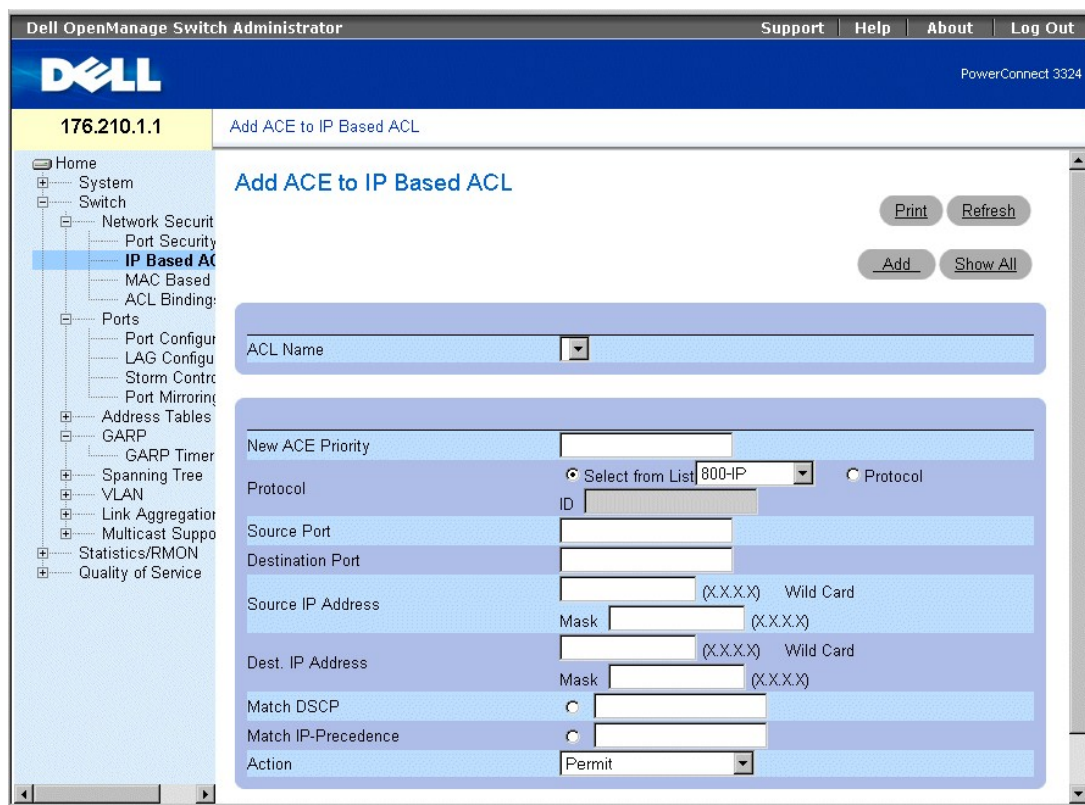 Dell OpenManage Switch Administrator Support Help About Log Out
DELL
PowerConnect 3324
176.210.1.1
Add ACE to IP Based ACL
Home
System
Switch
Network Securit
Port Security
IP Based AC
MAC Based
ACL Bindings
Ports
Port Configur
LAG Configu
Storm Contro
Port Mirroring
Address Tables
GARP
GARP Timer
Spanning Tree
VLAN
Link Aggregation
Multicast Suppo
Statistics/RMON
Quality of Service
Add ACE to IP Based ACL
Print Refresh
Add Show All
ACL Name
New ACE Priority
Protocol Select from List 800-IP Protocol
ID
Source Port
Destination Port
Source IP Address (X.X.X.X) Wild Card
Mask (X.X.X.X)
Dest. IP Address (X.X.X.X) Wild Card
Mask (X.X.X.X)
Match DSCP
Match IP-Precedence
Action Permit